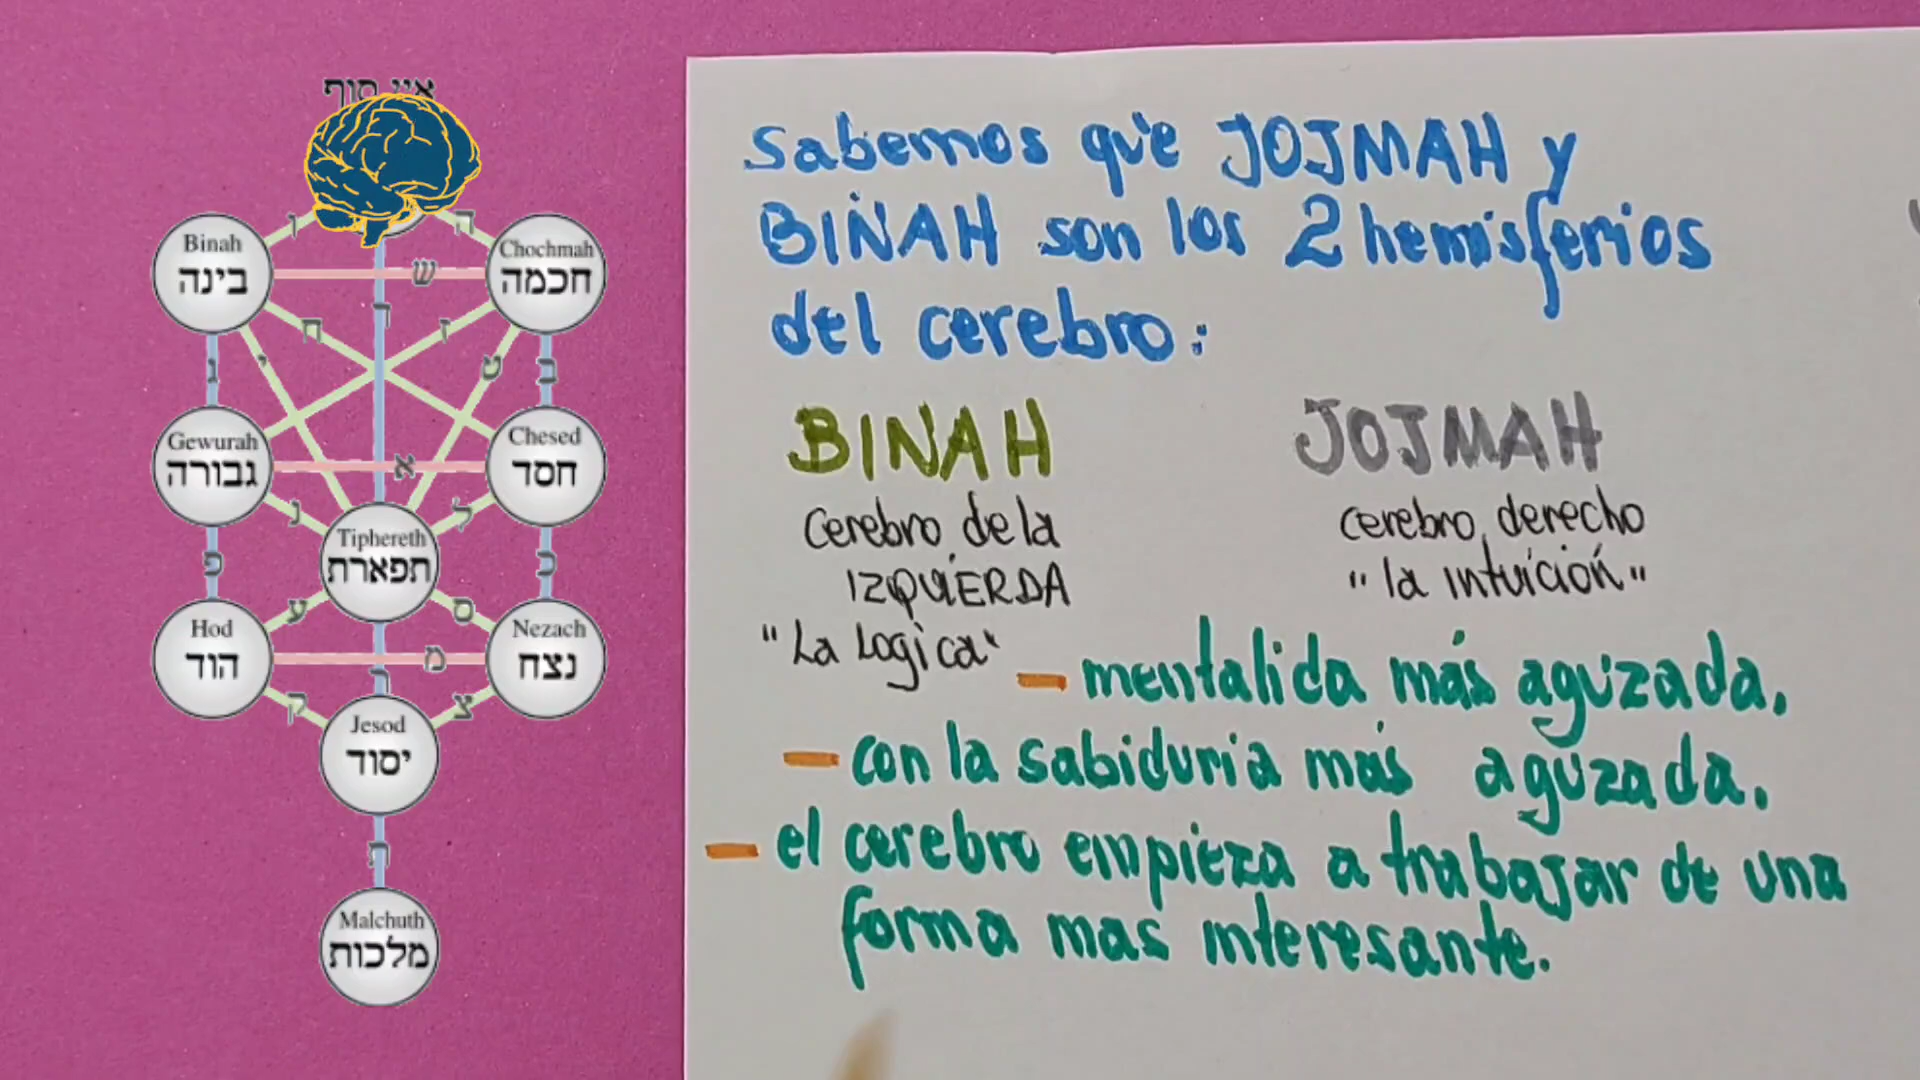 אין סוף
ו
ה
Binah
בינה
Chochmah
חכמה
ש
ד
ח
ז
ג
י
ט
ב
Gewurah
גבורה
Chesed
חסד
א
נ
ל
Tiphereth
תפארת
פ
כ
ע
ס
Hod
הוד
Nezach
נצח
מ
ר
ק
צ
Jesod
יסוד
ת
Malchuth
מלכות
Sabemos que JOJMAH y
BINAH son los 2 hemisferios
del cerebro:
BINAH
JOJMAH
Cerebro de la
IZQUIERDA
"La Logica"
cerebro derecho
"la intuición"
- mentalida más aguzada.
- con la sabiduria más aguzada.
- el cerebro empieza a trabajar de una
forma mas interesante.